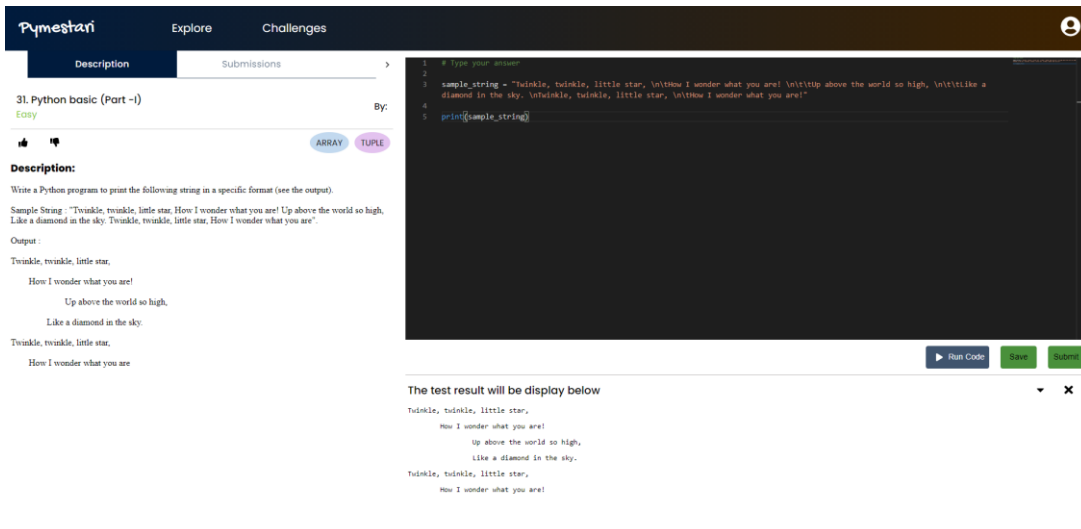 Pymestari
Explore
Challenges
Description
Submissions
31. Python basic (Part -I)
Easy
By:
ARRAY
TUPLE
Description:
Write a Python program to print the following string in a specific format (see the output).
Sample String : "Twinkle, twinkle, little star, How I wonder what you are! Up above the world so high,
Like a diamond in the sky. Twinkle, twinkle, little star, How I wonder what you are".
Output :
Twinkle, twinkle, little star,
How I wonder what you are!
Up above the world so high,
Like a diamond in the sky.
Twinkle, twinkle, little star,
How I wonder what you are
1 # Type your answer
2
3 sample_string = "Twinkle, twinkle, little star, \n\tHow I wonder what you are! \n\t\tUp above the world so high, \n\t\tLike a
diamond in the sky. \nTwinkle, twinkle, little star, \n\tHow I wonder what you are!"
4
5 print(sample_string)
Run Code
Save
Submit
The test result will be display below
Twinkle, twinkle, little star,
How I wonder what you are!
Up above the world so high,
Like a diamond in the sky.
Twinkle, twinkle, little star,
How I wonder what you are!